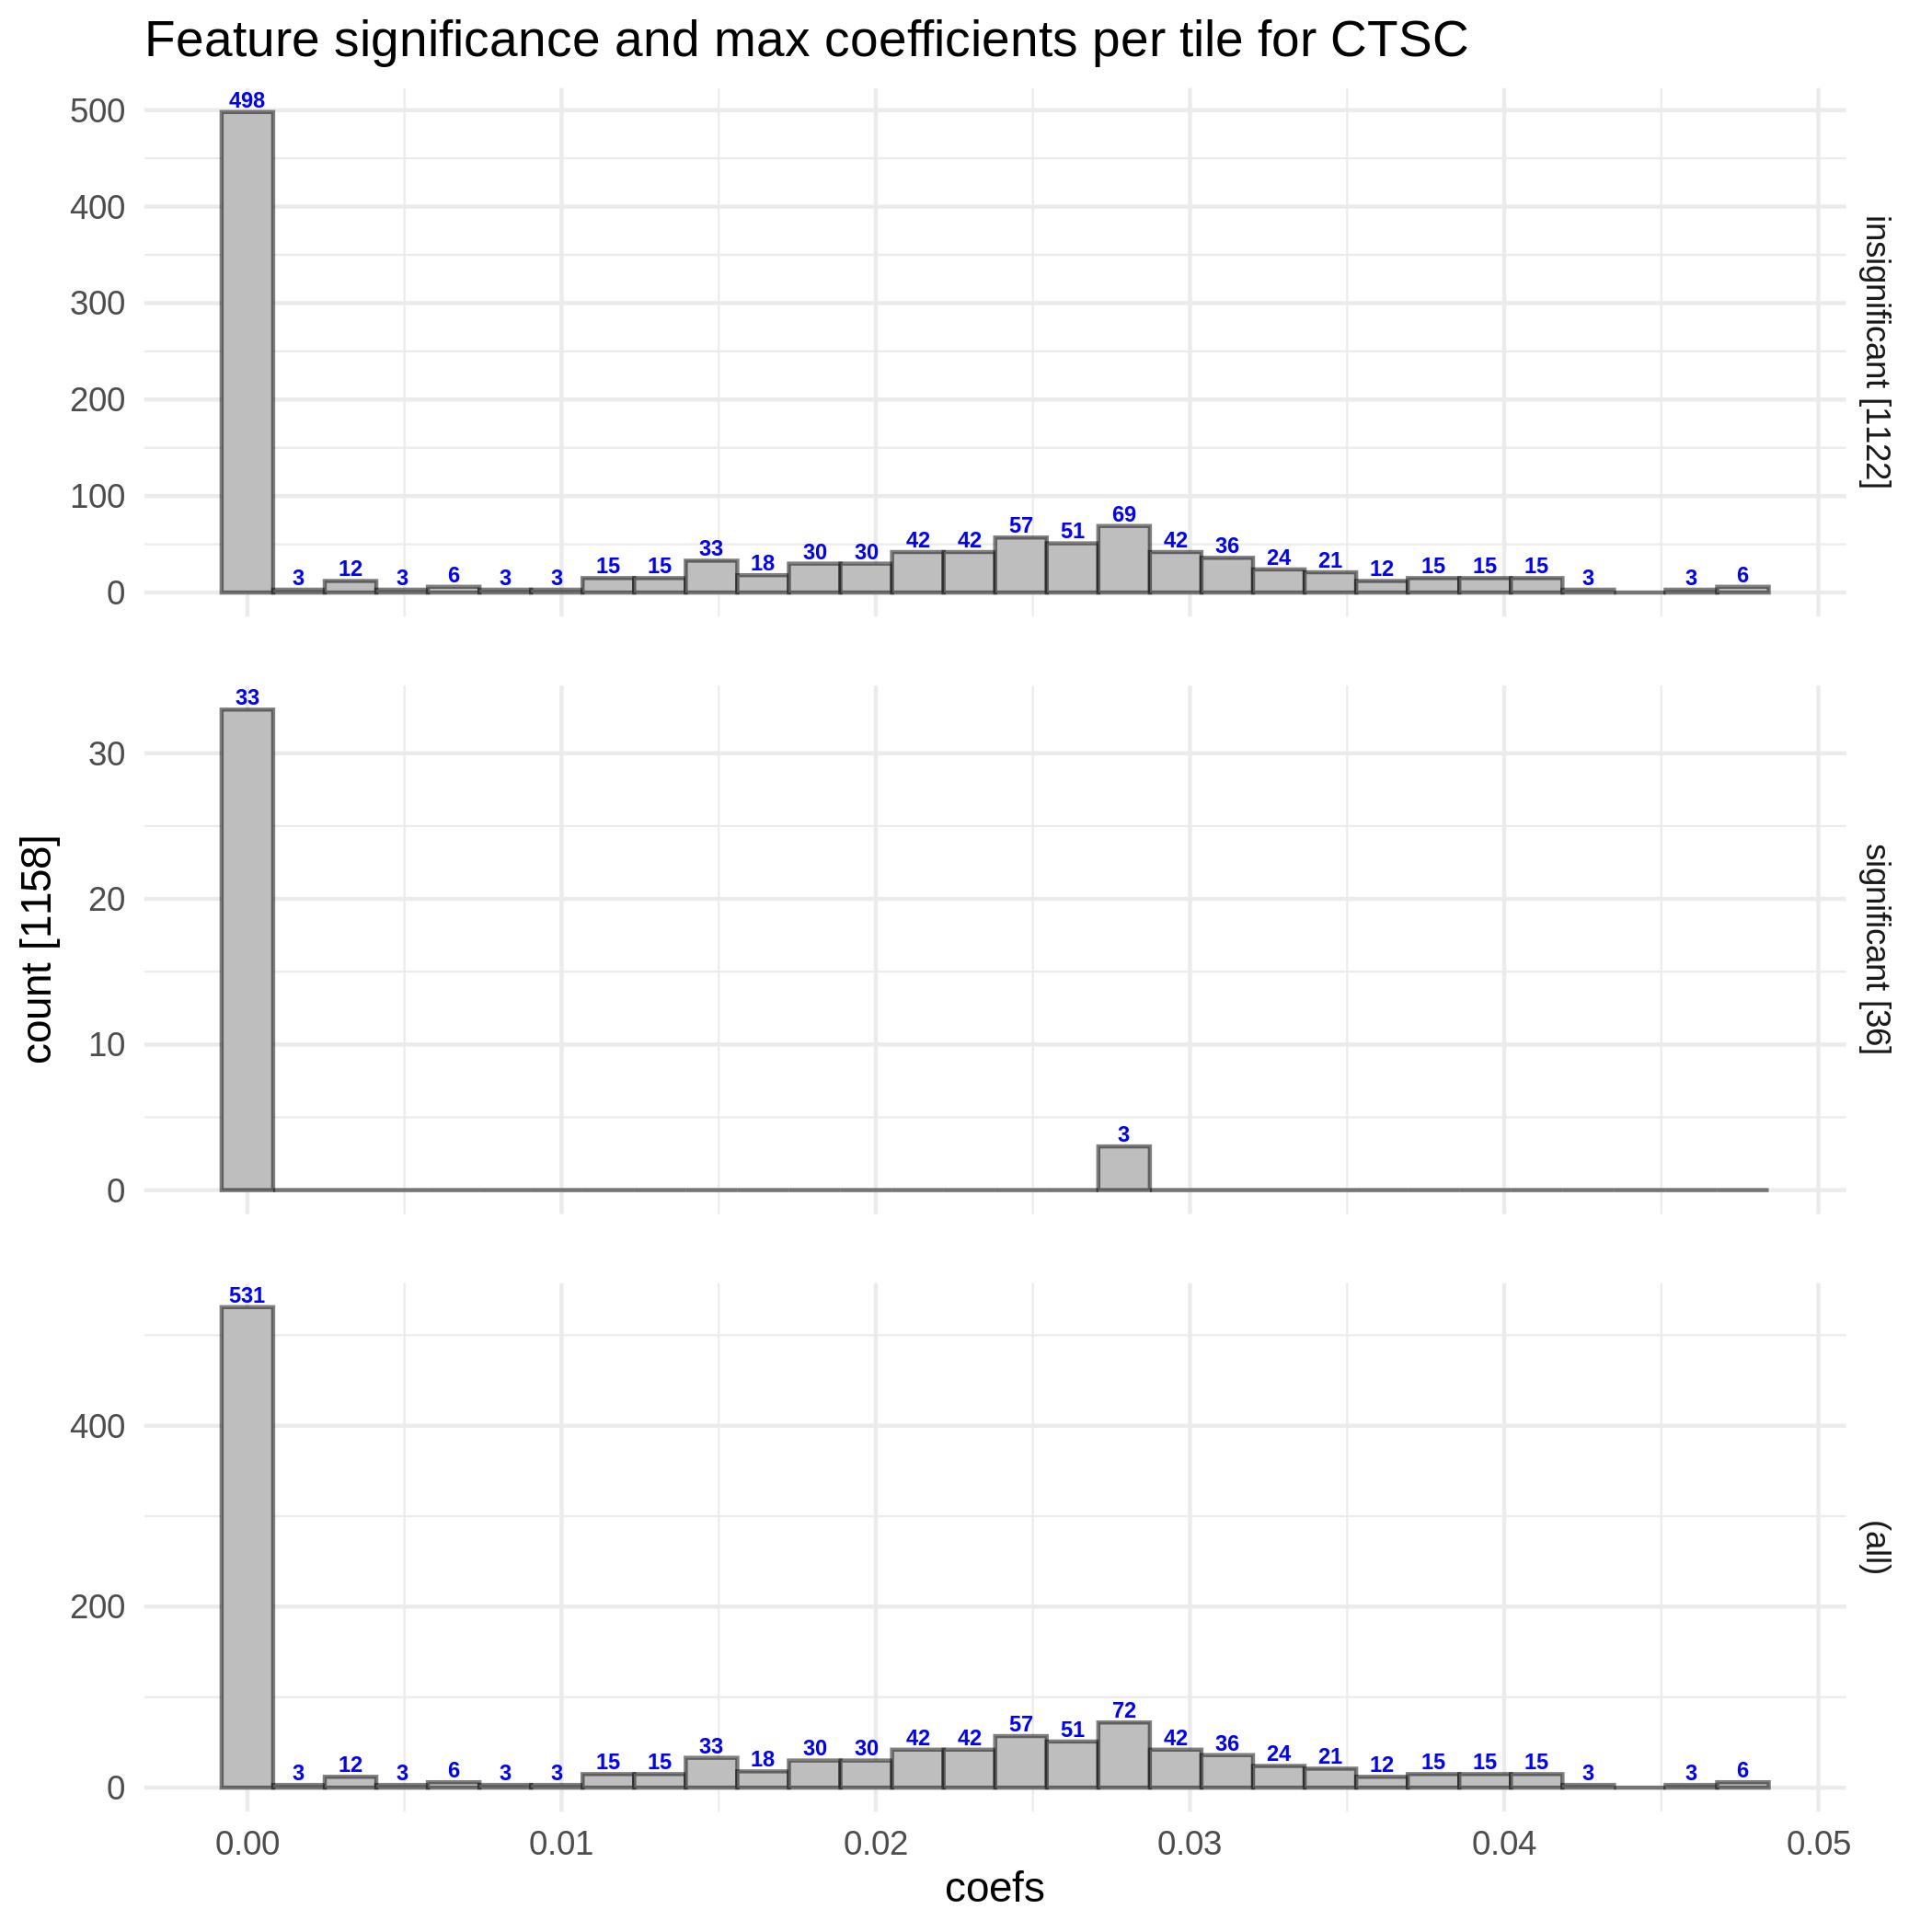 Feature significance and max coefficients per tile for CTSC
498
500
400
300
200
100
0
3 12 3 6 3 3 15 15 33 18 30 30 42 42 57 51 69 42 36 24 21 12 15 15 15 3 3 6
insignificant [1122]
33
30
20
10
0
3
significant [36]
count [1158]
531
400
200
0
3 12 3 6 3 3 15 15 33 18 30 30 42 42 57 51 72 42 36 24 21 12 15 15 15 3 3 6
(all)
0.00 0.01 0.02 0.03 0.04 0.05
coefs